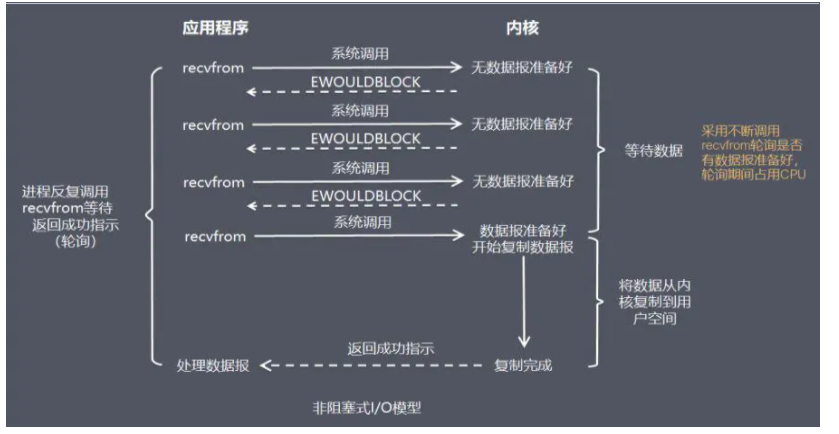 应用程序
内核
系统调用
recvfrom
无数据报准备好
EWOULDBLOCK
系统调用
recvfrom
无数据报准备好
EWOULDBLOCK
系统调用
recvfrom
无数据报准备好
EWOULDBLOCK
系统调用
recvfrom
数据报准备好
开始复制数据报
进程反复调用
recvfrom等待
返回成功指示
（轮询）
等待数据
采用不断调用
recvfrom轮询是否
有数据报准备好，
轮询期间占用CPU
将数据从内
核复制到用
户空间
返回成功指示
处理数据报
复制完成
非阻塞式I/O模型